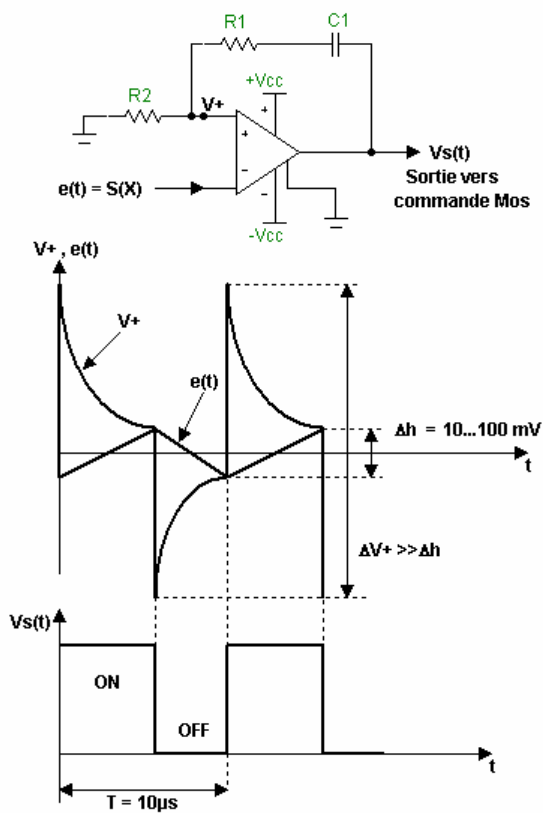 R1
C1
R2
V+
+Vcc
+
+
-
-
e(t) = S(X)
Vs(t)
Sortie vers
commande Mos
-Vcc
V+ , e(t)
V+
e(t)
Δh = 10...100 mV
t
ΔV+ >>Δh
Vs(t)
ON
OFF
t
T = 10µs